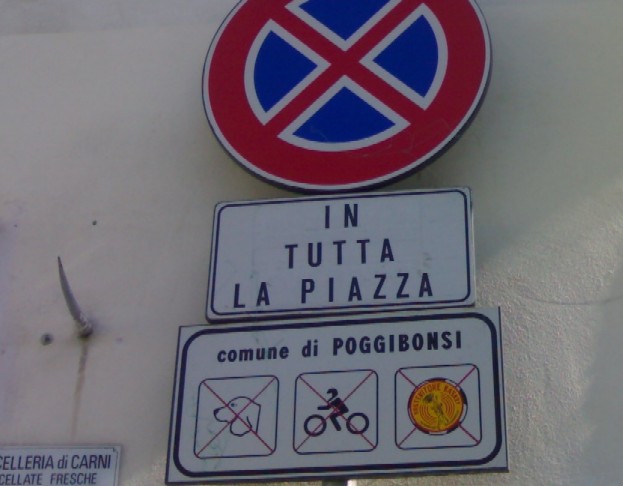 IN
TUTTA
LA PIAZZA
comune di POGGIBONSI
CELLERIA di CARNI
CELLATE FRESCHE